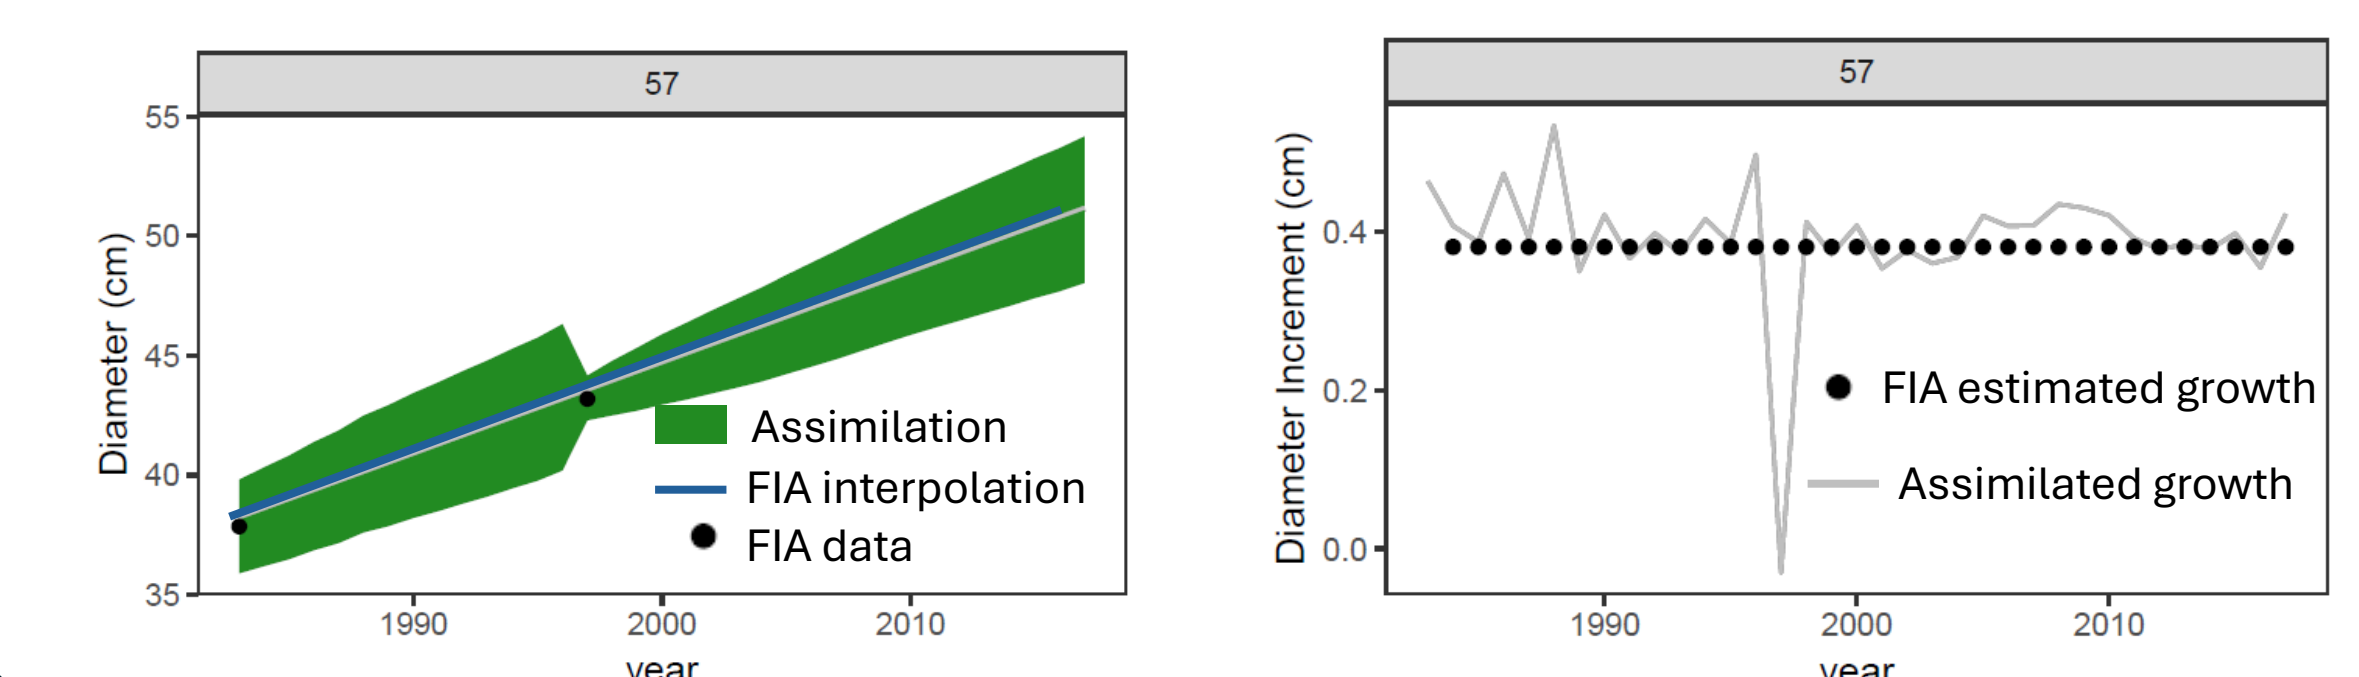 57
55
50
45
40
35
Diameter (cm)
Assimilation
FIA interpolation
FIA data
1990 2000 2010
year
57
0.4
0.2
0.0
Diameter Increment (cm)
FIA estimated growth
Assimilated growth
1990 2000 2010
year